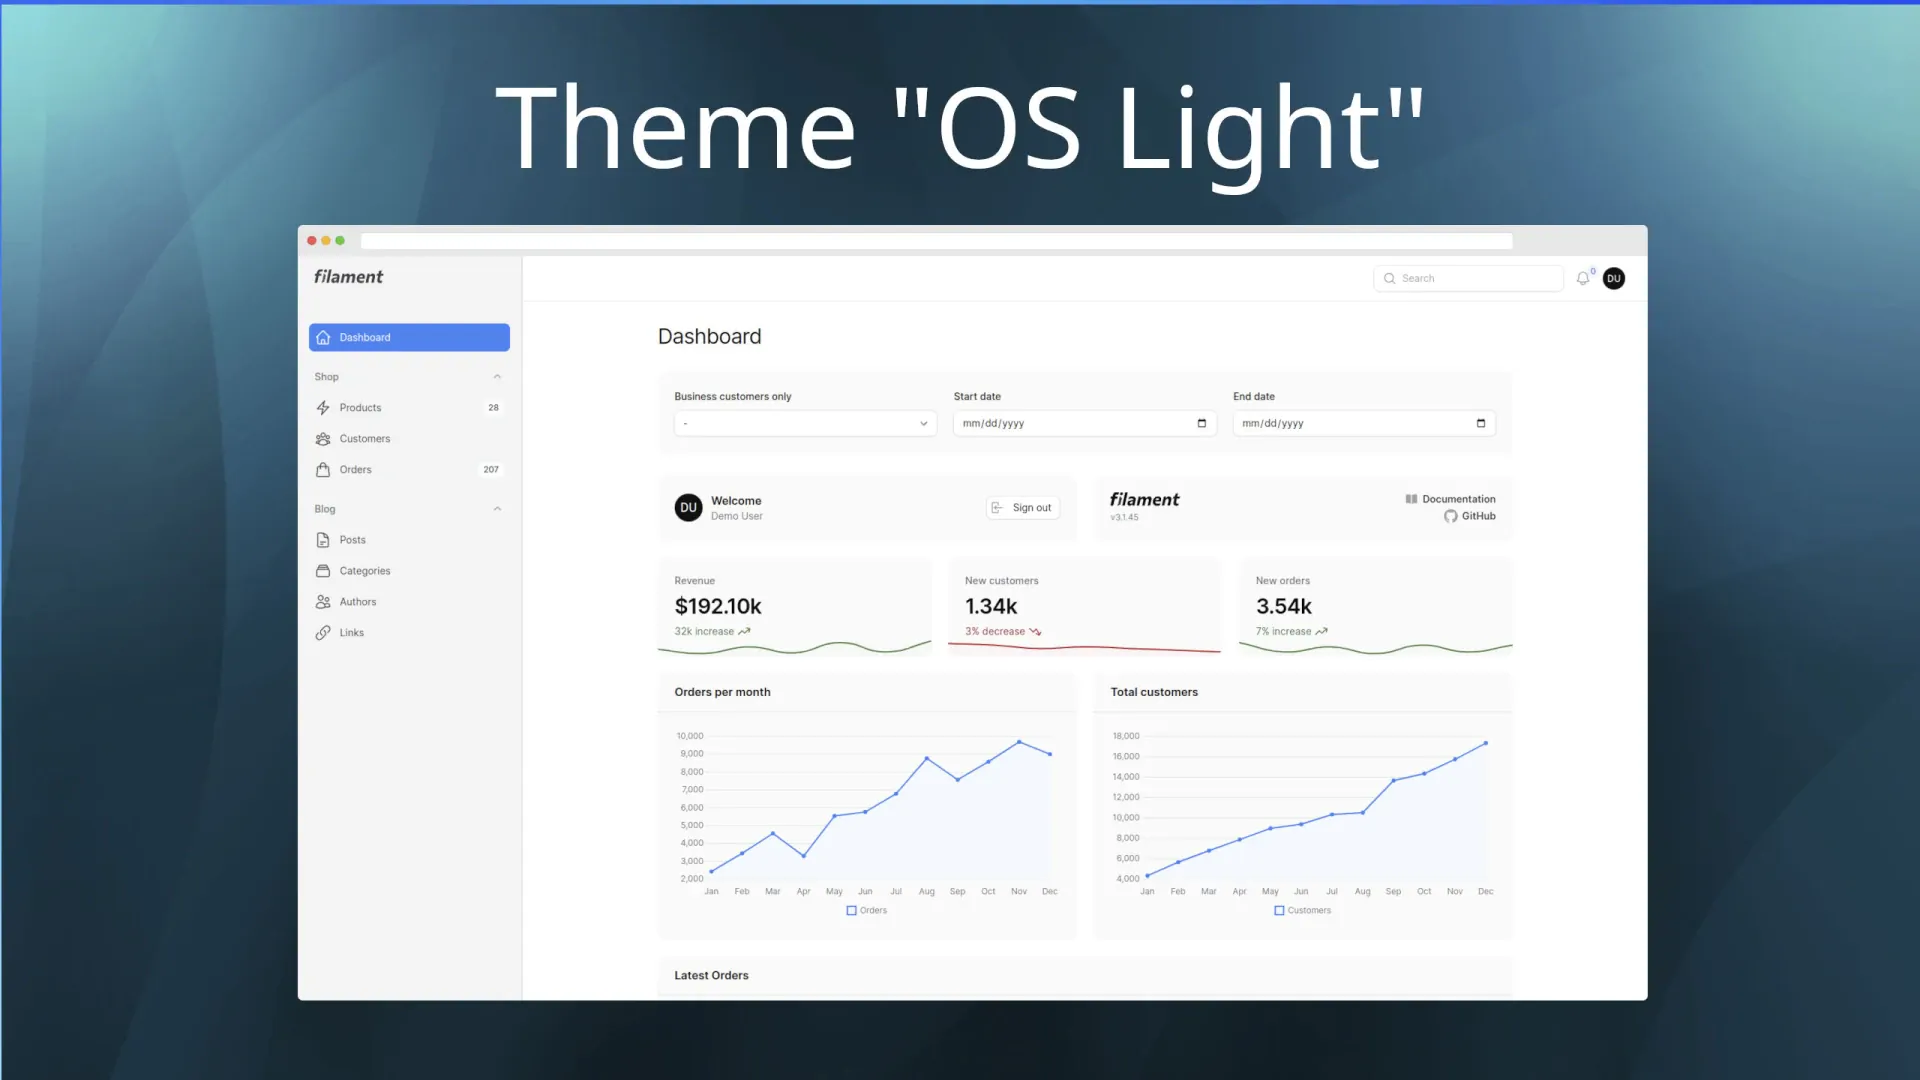 Theme "OS Light"
filament
Search
0
DU
Dashboard
Shop
Products 28
Customers
Orders 207
Blog
Posts
Categories
Authors
Links
Dashboard
Business customers only
-
Start date
mm/dd/yyyy
End date
mm/dd/yyyy
DU
Welcome
Demo User
Sign out
filament
v3.1.45
Documentation
GitHub
Revenue
$192.10k
32k increase
New customers
1.34k
3% decrease
New orders
3.54k
7% increase
Orders per month
10,000
9,000
8,000
7,000
6,000
5,000
4,000
3,000
2,000
Jan Feb Mar Apr May Jun Jul Aug Sep Oct Nov Dec
Orders
Total customers
18,000
16,000
14,000
12,000
10,000
8,000
6,000
4,000
Jan Feb Mar Apr May Jun Jul Aug Sep Oct Nov Dec
Customers
Latest Orders